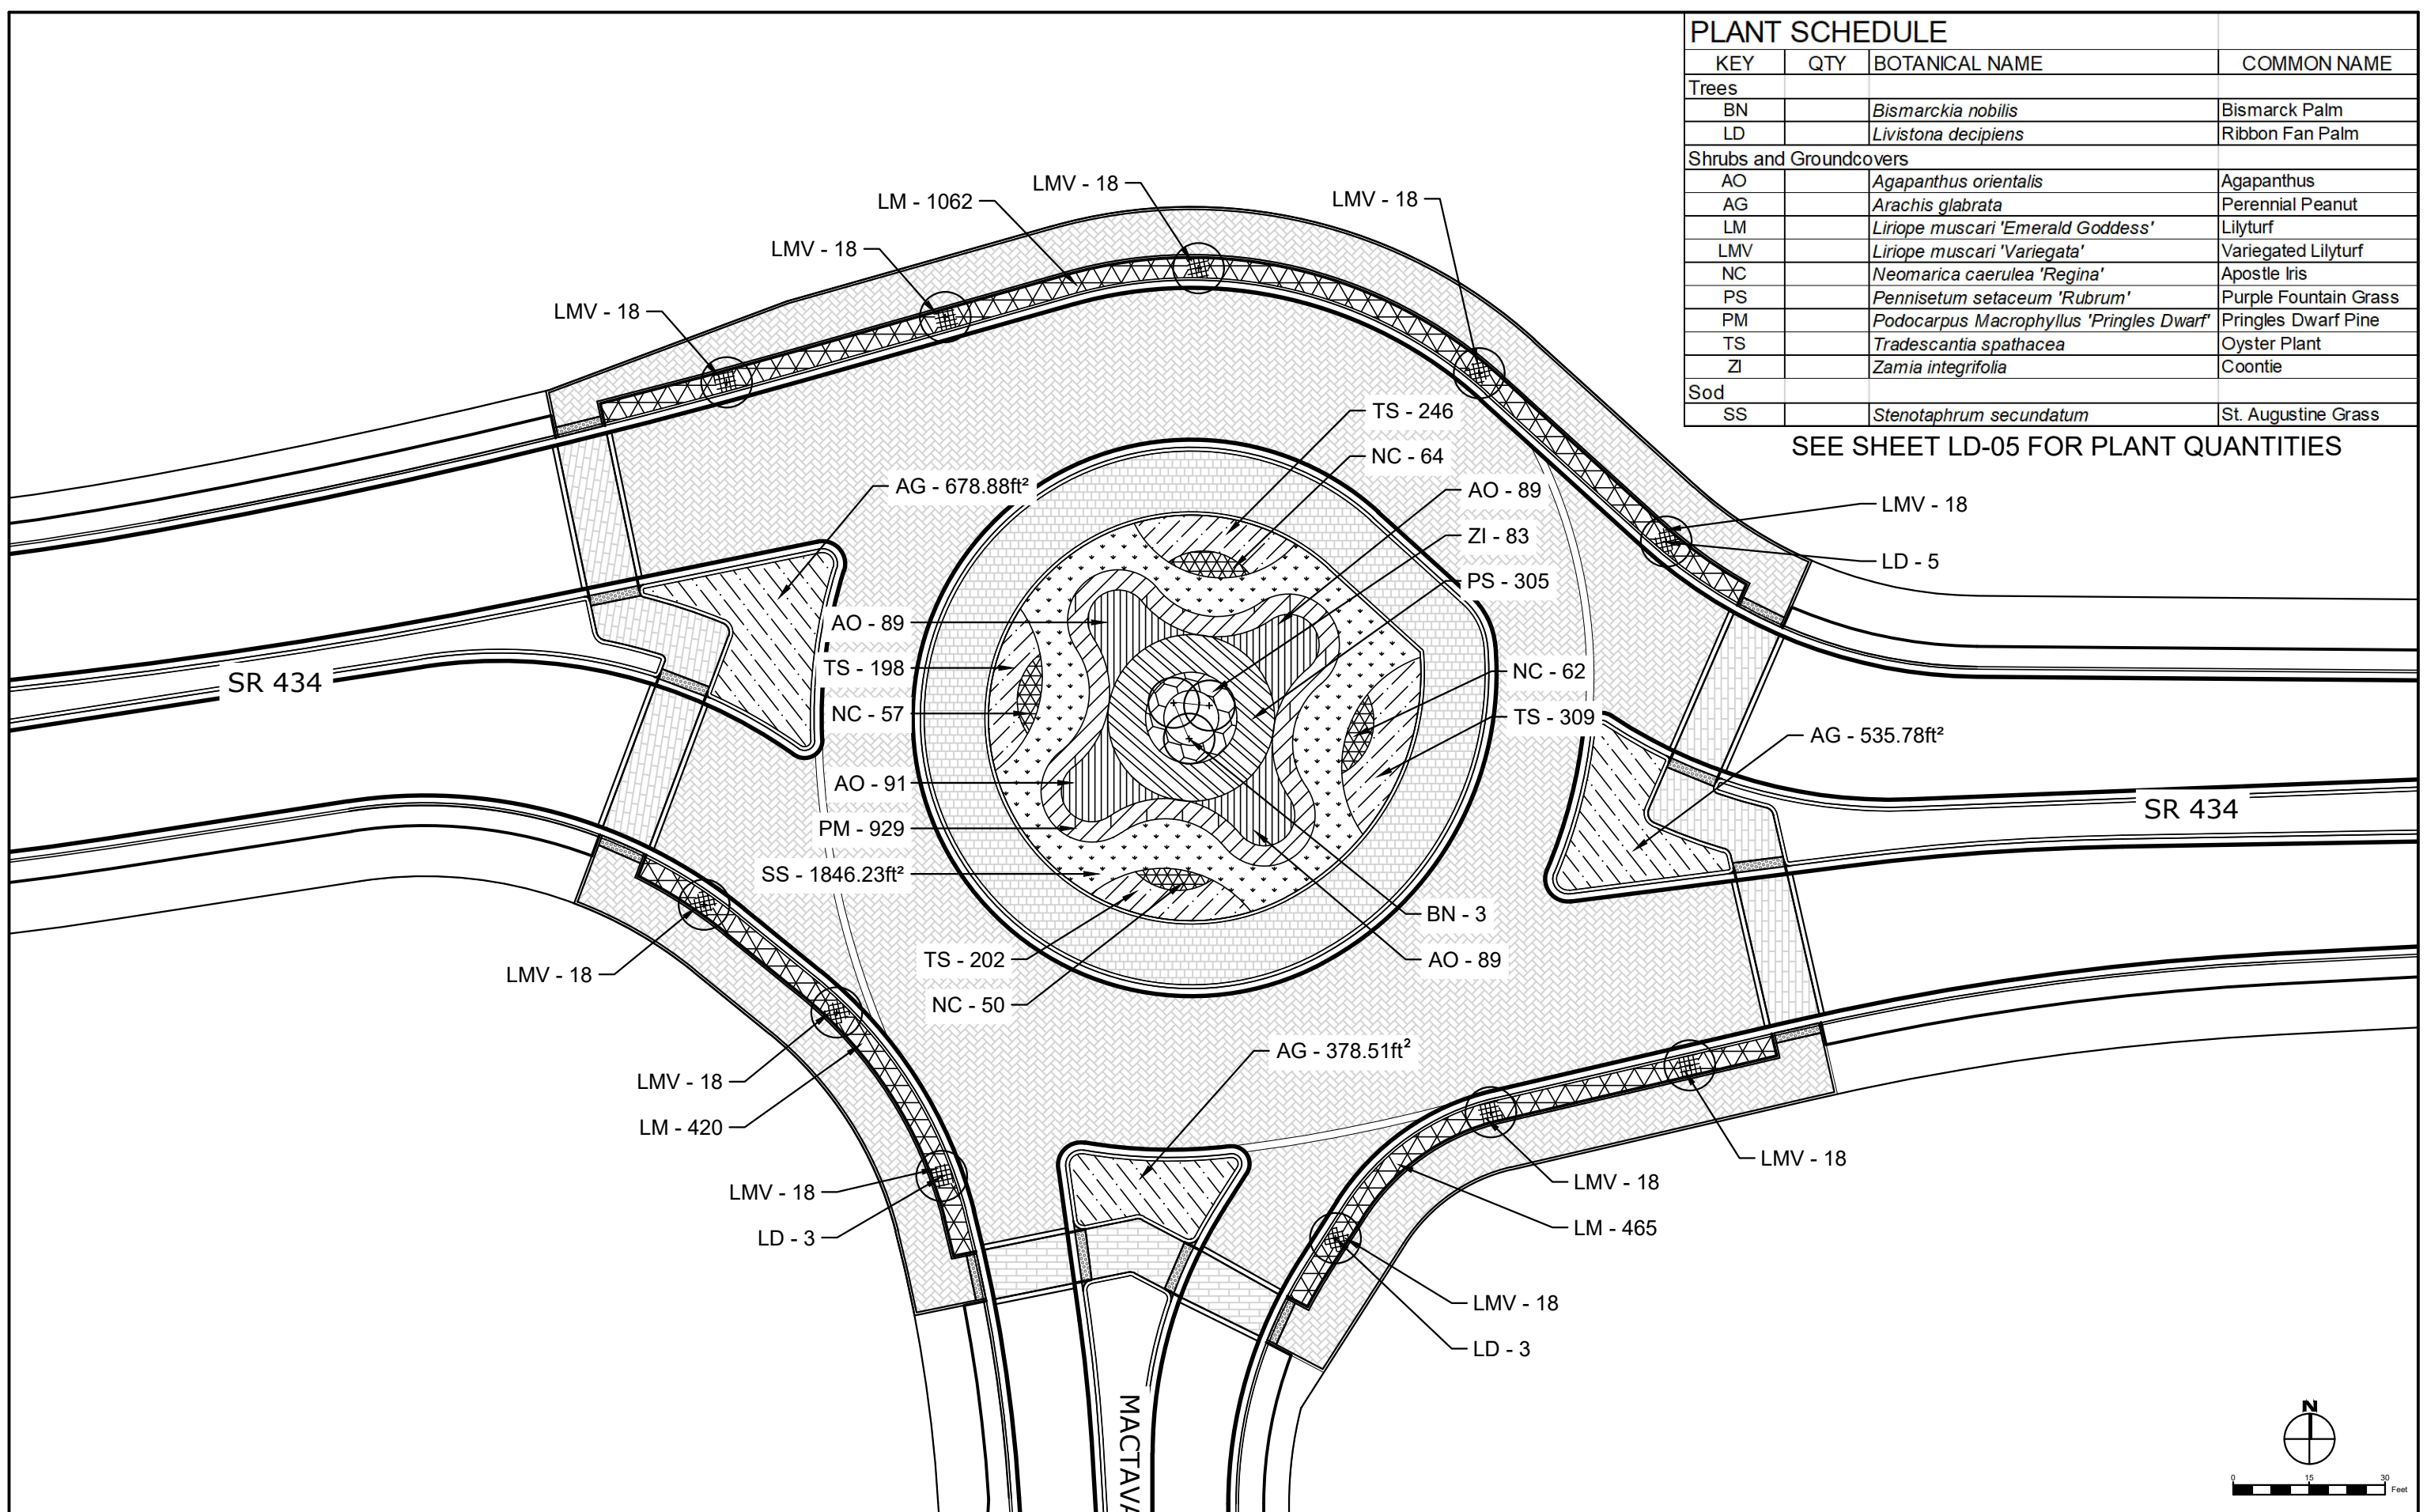 PLANT SCHEDULE
KEY QTY BOTANICAL NAME COMMON NAME
Trees
BN Bismarckia nobilis Bismarck Palm
LD Livistona decipiens Ribbon Fan Palm
Shrubs and Groundcovers
AO Agapanthus orientalis Agapanthus
AG Arachis glabrata Perennial Peanut
LM Liriope muscari 'Emerald Goddess' Lilyturf
LMV Liriope muscari 'Variegata' Variegated Lilyturf
NC Neomarica caerulea 'Regina' Apostle Iris
PS Pennisetum setaceum 'Rubrum' Purple Fountain Grass
PM Podocarpus Macrophyllus 'Pringles Dwarf' Pringles Dwarf Pine
TS Tradescantia spathacea Oyster Plant
ZI Zamia integrifolia Coontie
Sod
SS Stenotaphrum secundatum St. Augustine Grass
SEE SHEET LD-05 FOR PLANT QUANTITIES
LMV - 18
LM - 1062
LMV - 18
LMV - 18
LMV - 18
TS - 246
NC - 64
AG - 678.88ft²
AO - 89
LMV - 18
ZI - 83
LD - 5
PS - 305
AO - 89
TS - 198
NC - 62
SR 434
NC - 57
TS - 309
AG - 535.78ft²
AO - 91
SR 434
PM - 929
SS - 1846.23ft²
BN - 3
TS - 202
AO - 89
LMV - 18
NC - 50
AG - 378.51ft²
LMV - 18
LM - 420
LMV - 18
LMV - 18
LMV - 18
LM - 465
LD - 3
LMV - 18
LD - 3
MACTAVA
N
0 15 30
Feet